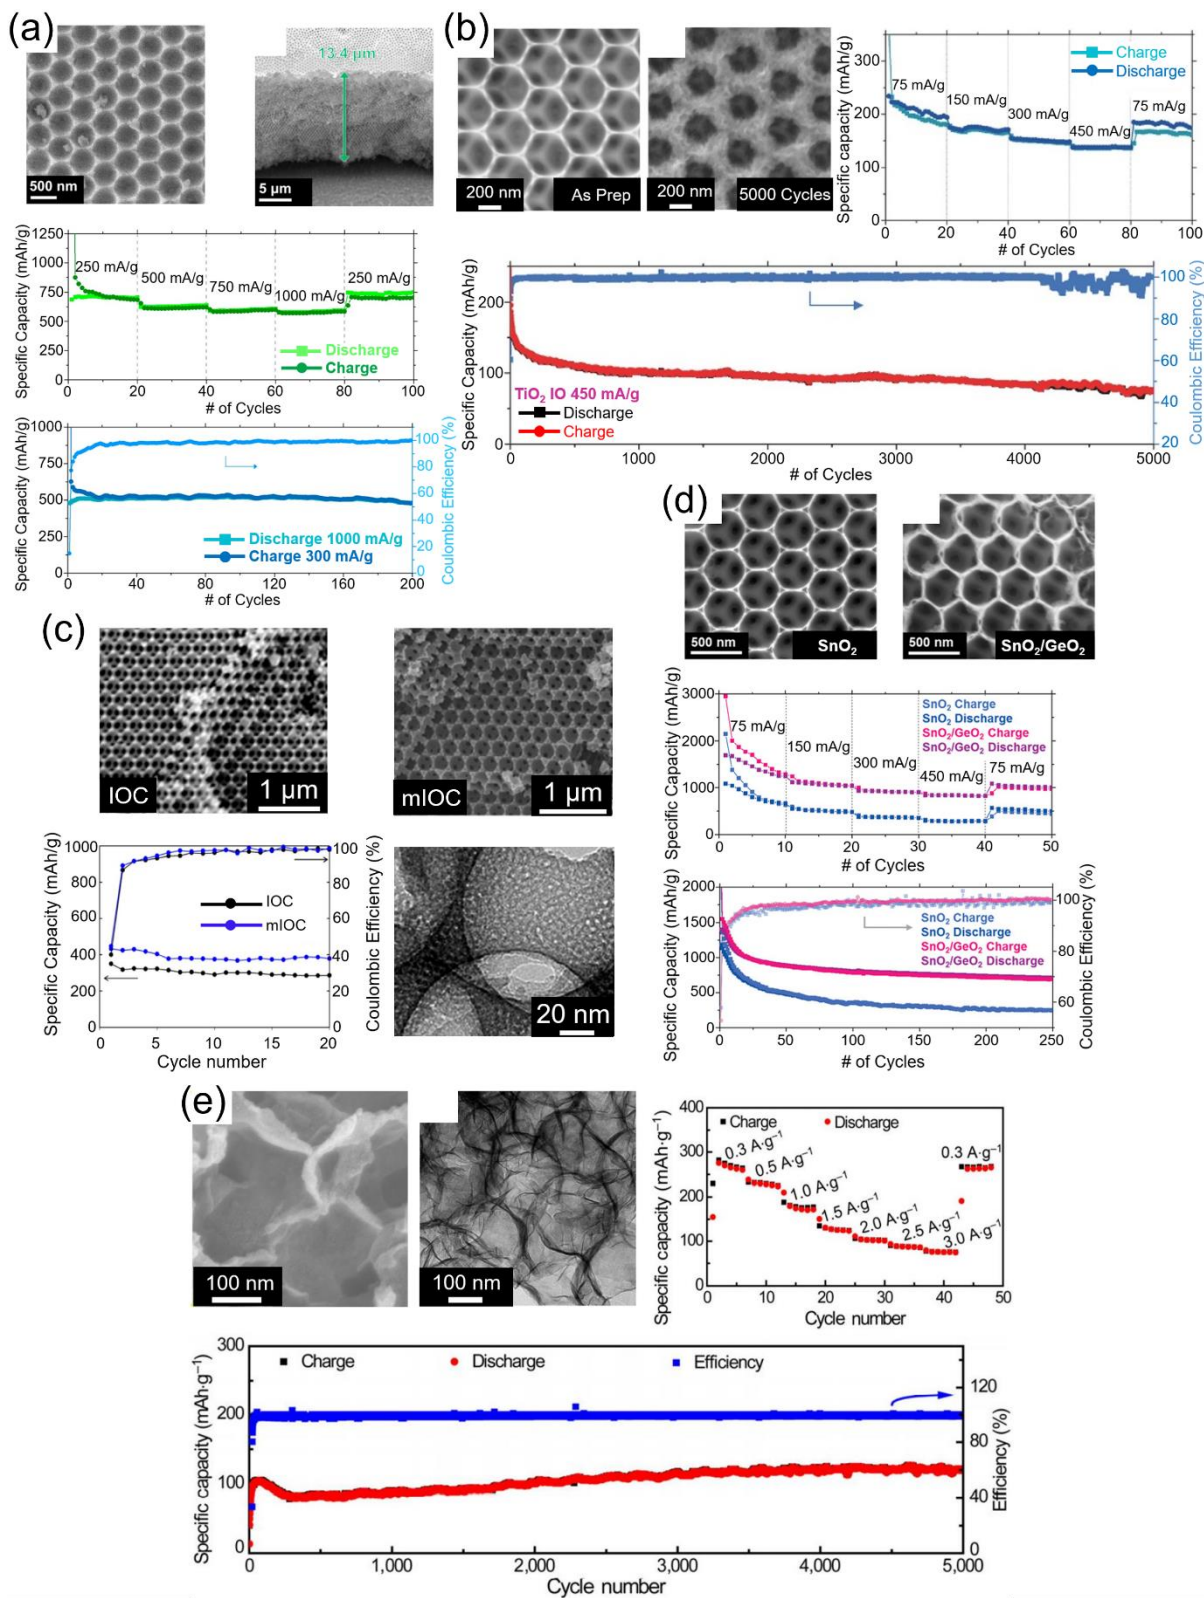 (a)
500 nm
13.4 µm
5 µm
Specific Capacity (mAh/g)
1250
1000
750
500
250
0
250 mA/g
500 mA/g
750 mA/g
1000 mA/g
250 mA/g
Discharge
Charge
0
20
40
60
80
100
# of Cycles
Specific Capacity (mAh/g)
1000
900
750
500
250
0
100
80
60
40
20
0
Coulombic Efficiency (%)
Discharge 1000 mA/g
Charge 300 mA/g
0
40
80
120
160
200
# of Cycles
(b)
200 nm
As Prep
200 nm
5000 Cycles
Specific capacity (mAh/g)
350
300
250
200
150
100
50
0
Charge
Discharge
75 mA/g
150 mA/g
300 mA/g
450 mA/g
75 mA/g
0
20
40
60
80
100
# of Cycles
Specific Capacity (mAh/g)
200
100
0
TiO₂ IO 450 mA/g
Discharge
Charge
100
80
60
40
20
Coulombic Efficiency (%)
0
1000
2000
3000
4000
5000
# of Cycles
(c)
IOC
1 µm
mIOC
1 µm
Specific Capacity (mAh/g)
1000
800
600
400
200
0
IOC
mIOC
100
80
60
40
20
0
Coulombic Efficiency (%)
0
5
10
15
20
Cycle number
20 nm
(d)
500 nm
SnO₂
500 nm
SnO₂/GeO₂
Specific Capacity (mAh/g)
3000
2500
2000
1500
1000
500
0
75 mA/g
150 mA/g
300 mA/g
450 mA/g
75 mA/g
SnO₂ Charge
SnO₂ Discharge
SnO₂/GeO₂ Charge
SnO₂/GeO₂ Discharge
0
10
20
30
40
50
# of Cycles
Specific Capacity (mAh/g)
2000
1750
1500
1250
1000
750
500
250
0
SnO₂ Charge
SnO₂ Discharge
SnO₂/GeO₂ Charge
SnO₂/GeO₂ Discharge
100
80
60
Coulombic Efficiency (%)
0
50
100
150
200
250
# of Cycles
(e)
100 nm
100 nm
Specific capacity (mAh·g⁻¹)
400
350
300
250
200
150
100
50
0
Charge
Discharge
0.3 A·g⁻¹
0.5 A·g⁻¹
1.0 A·g⁻¹
1.5 A·g⁻¹
2.0 A·g⁻¹
2.5 A·g⁻¹
3.0 A·g⁻¹
0.3 A·g⁻¹
0
10
20
30
40
50
Cycle number
Specific capacity (mAh·g⁻¹)
300
200
100
0
Charge
Discharge
Efficiency
120
80
40
0
Efficiency (%)
0
1,000
2,000
3,000
4,000
5,000
Cycle number